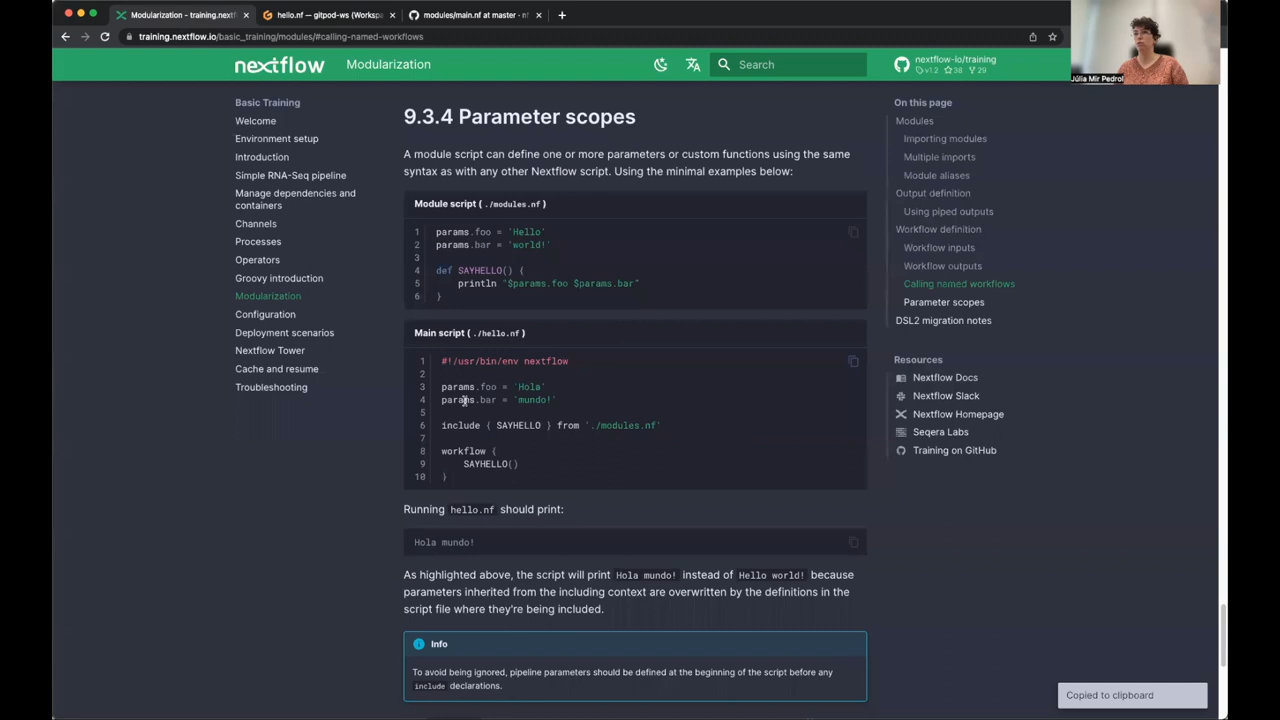 Modularization - training.nextf
hello.nf — gitpod-ws (Workspa
modules/main.nf at master · nf
training.nextflow.io/basic_training/modules/#calling-named-workflows
nextflow
Modularization
Search
nextflow-io/training
v1.2 38 29
Júlia Mir Pedrol
Basic Training
Welcome
Environment setup
Introduction
Simple RNA-Seq pipeline
Manage dependencies and
containers
Channels
Processes
Operators
Groovy introduction
Modularization
Configuration
Deployment scenarios
Nextflow Tower
Cache and resume
Troubleshooting
9.3.4 Parameter scopes
A module script can define one or more parameters or custom functions using the same
syntax as with any other Nextflow script. Using the minimal examples below:
Module script ( ./modules.nf )
1 params.foo = 'Hello'
2 params.bar = 'world!'
3
4 def SAYHELLO() {
5 println "$params.foo $params.bar"
6 }
Main script ( ./hello.nf )
1 #!/usr/bin/env nextflow
2
3 params.foo = 'Hola'
4 params.bar = 'mundo!'
5
6 include { SAYHELLO } from './modules.nf'
7
8 workflow {
9 SAYHELLO()
10 }
Running hello.nf should print:
Hola mundo!
As highlighted above, the script will print Hola mundo! instead of Hello world! because
parameters inherited from the including context are overwritten by the definitions in the
script file where they're being included.
Info
To avoid being ignored, pipeline parameters should be defined at the beginning of the script before any
include declarations.
On this page
Modules
Importing modules
Multiple imports
Module aliases
Output definition
Using piped outputs
Workflow definition
Workflow inputs
Workflow outputs
Calling named workflows
Parameter scopes
DSL2 migration notes
Resources
Nextflow Docs
Nextflow Slack
Nextflow Homepage
Seqera Labs
Training on GitHub
Copied to clipboard